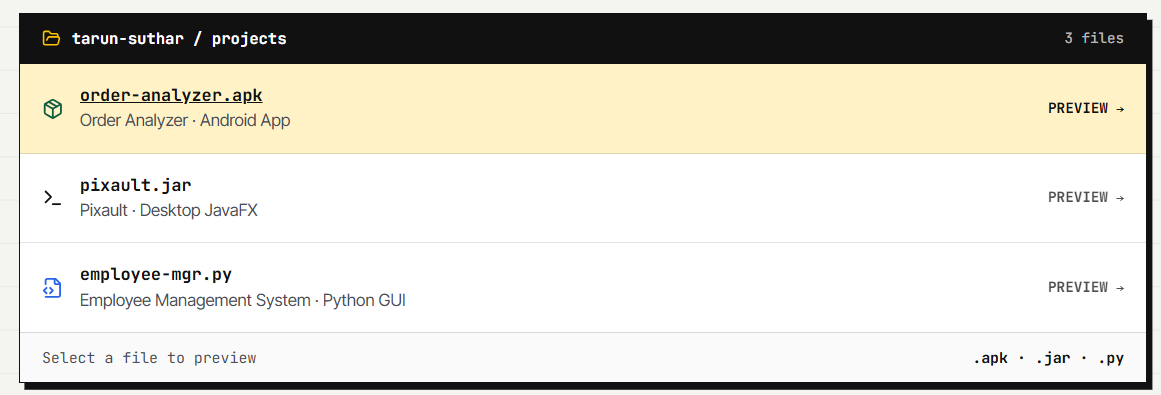 tarun-suthar / projects
3 files
order-analyzer.apk
Order Analyzer · Android App
PREVIEW →
pixault.jar
Pixault · Desktop JavaFX
PREVIEW →
employee-mgr.py
Employee Management System · Python GUI
PREVIEW →
Select a file to preview
.apk · .jar · .py